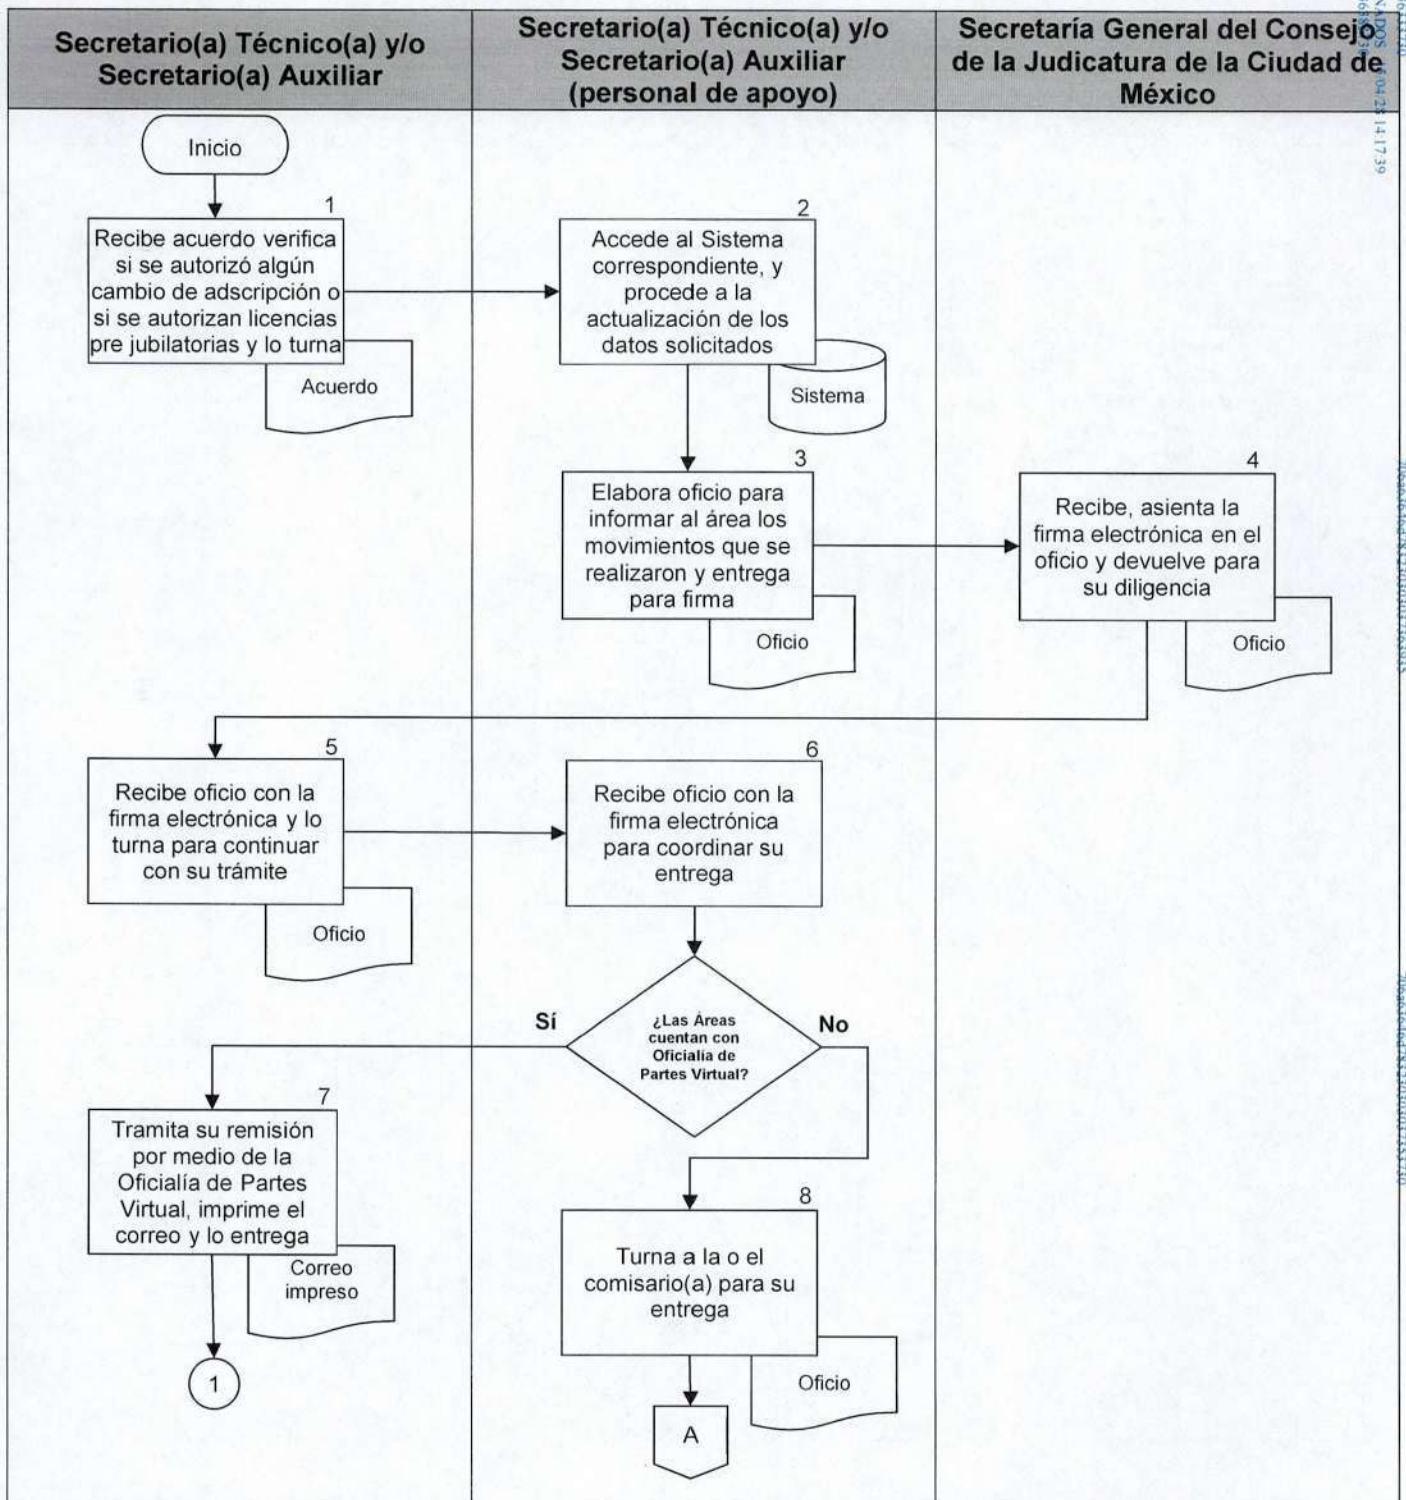 Secretario(a) Técnico(a) y/o
Secretario(a) Auxiliar
Secretario(a) Técnico(a) y/o
Secretario(a) Auxiliar
(personal de apoyo)
Secretaría General del Consejo
de la Judicatura de la Ciudad de
México
Inicio
1
Recibe acuerdo verifica
si se autorizó algún
cambio de adscripción o
si se autorizan licencias
pre jubilatorias y lo turna
Acuerdo
2
Accede al Sistema
correspondiente, y
procede a la
actualización de los
datos solicitados
Sistema
3
Elabora oficio para
informar al área los
movimientos que se
realizaron y entrega
para firma
Oficio
4
Recibe, asienta la
firma electrónica en el
oficio y devuelve para
su diligencia
Oficio
5
Recibe oficio con la
firma electrónica y lo
turna para continuar
con su trámite
Oficio
6
Recibe oficio con la
firma electrónica
para coordinar su
entrega
¿Las Áreas
cuentan con
Oficialía de
Partes Virtual?
Sí
No
7
Tramita su remisión
por medio de la
Oficialía de Partes
Virtual, imprime el
correo y lo entrega
Correo
impreso
1
8
Turna a la o el
comisario(a) para su
entrega
Oficio
A
14:17:39